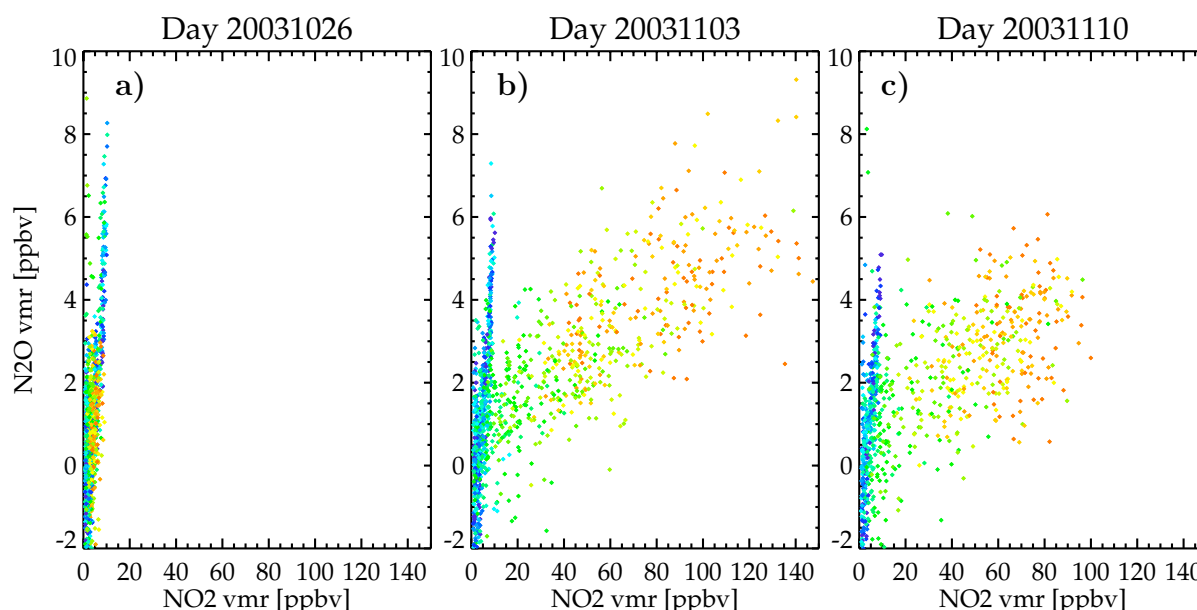 Day 20031026 Day 20031103 Day 20031110
a) b) c)
10 10 10
8 8 8
6 6 6
4 4 4
2 2 2
0 0 0
-2 -2 -2
N2O vmr [ppbv]
0 20 40 60 80 100 120 140 0 20 40 60 80 100 120 140 0 20 40 60 80 100 120 140
NO2 vmr [ppbv] NO2 vmr [ppbv] NO2 vmr [ppbv]